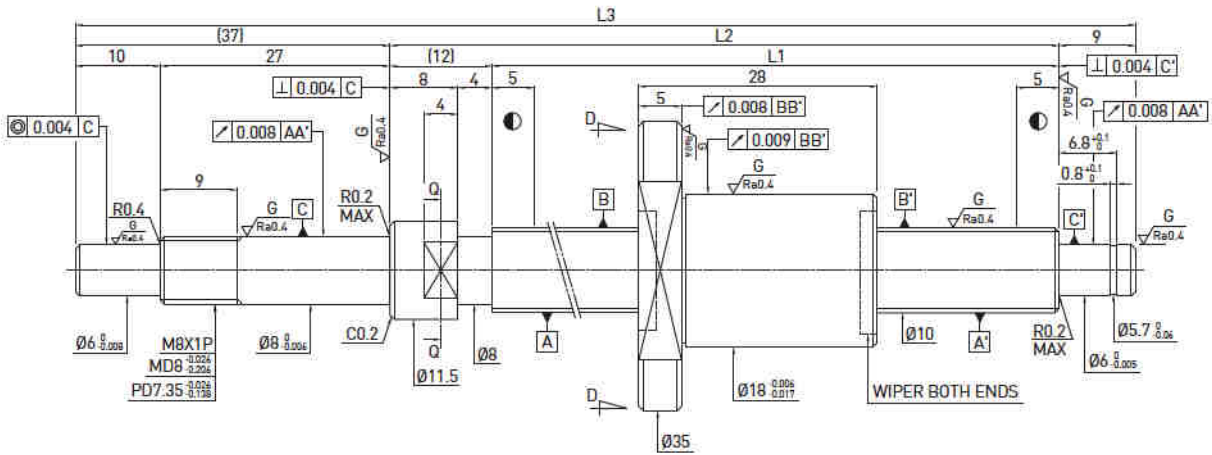 L3
(37) L2 9
10 27 (12) L1
⊥ 0.004 C 8 4 5 28 5 ⊥ 0.004 C'
4 5 ↗ 0.008 BB' G Ra0.4
◎ 0.004 C ↗ 0.008 AA' G Ra0.4 D ↗ 0.009 BB' Ra0.4 G ↗ 0.008 AA'
6.8 +0.1 0
9 Q G Ra0.4 0.8 +0.1 0
R0.4 G Ra0.4 C R0.2 B B' G Ra0.4 C' G Ra0.4
G Ra0.4 MAX
A A' Ø10 R0.2
MAX
Ø6 0 -0.008 M8X1P Ø8 0 -0.006 C0.2 Q Ø8 Ø5.7 0 -0.06
MD8 -0.026 -0.206 Ø11.5 Ø6 0 -0.005
PD7.35 -0.026 -0.138 D Ø18 -0.006 -0.017 WIPER BOTH ENDS
Ø35